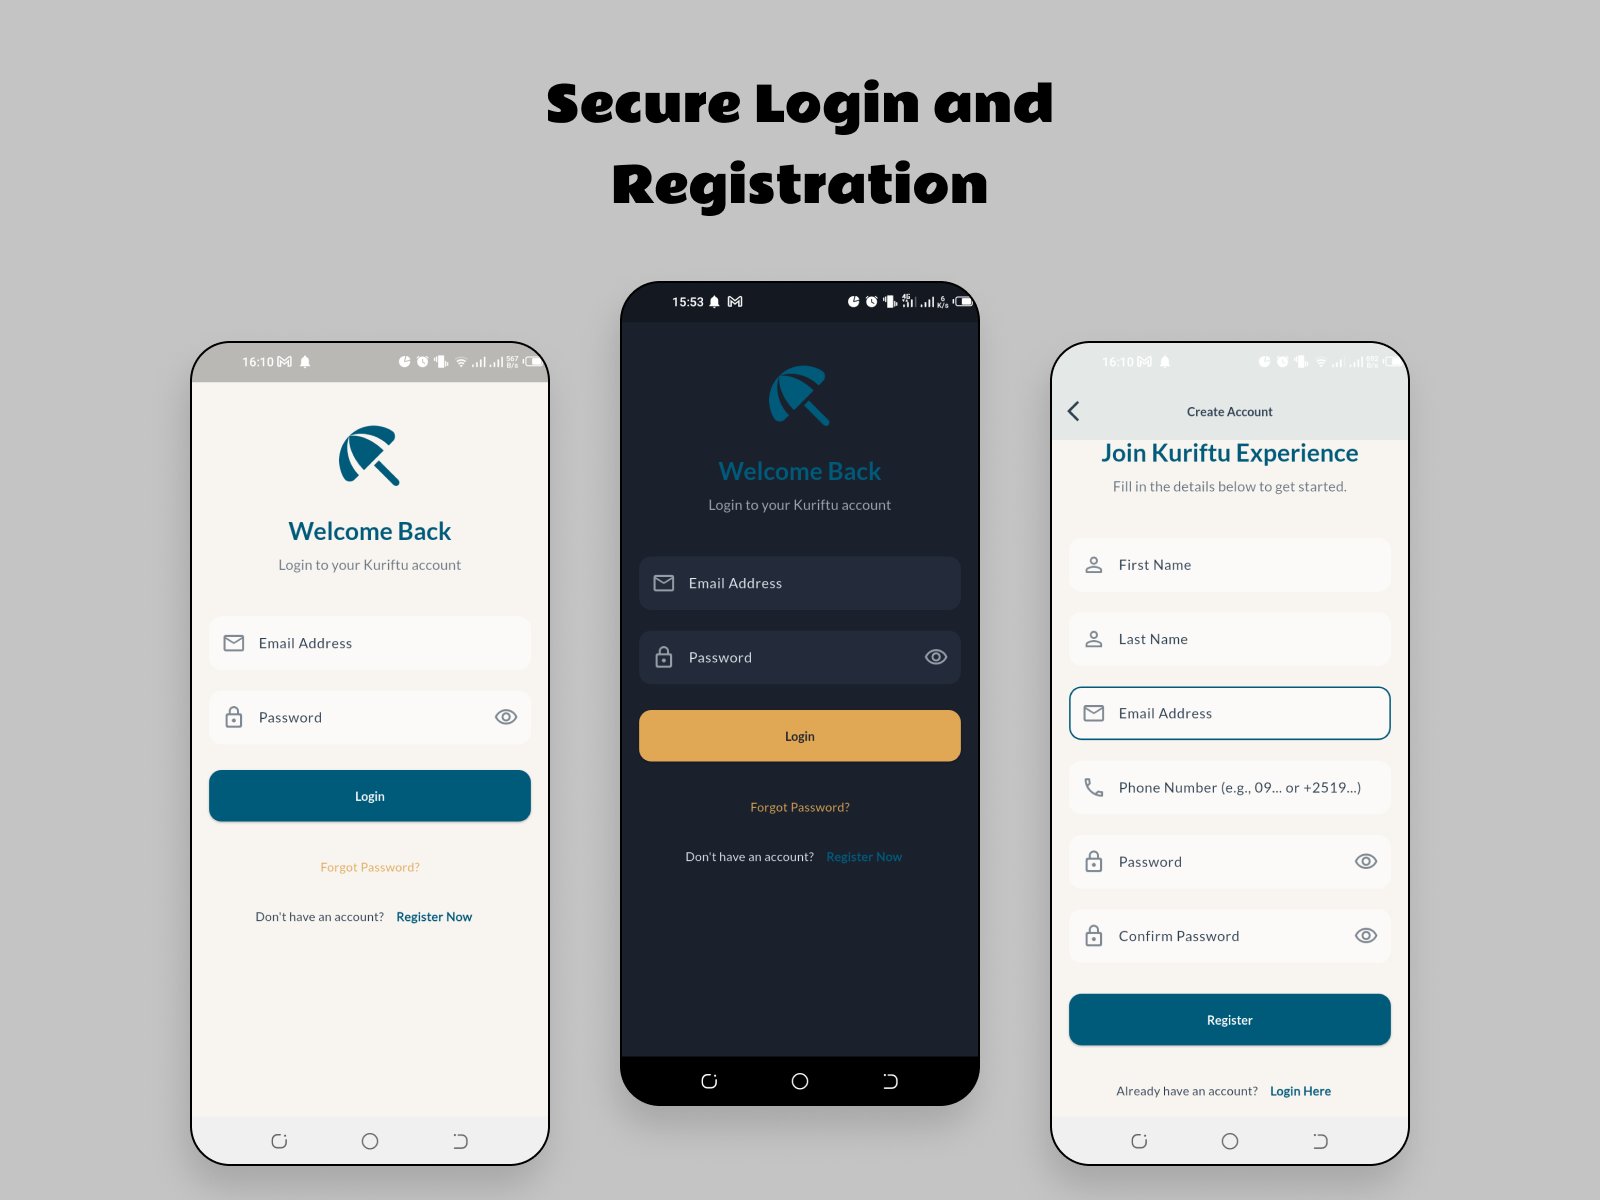 Secure Login and
Registration
16:10
Welcome Back
Login to your Kuriftu account
Email Address
Password
Login
Forgot Password?
Don't have an account? Register Now
15:53
4G
6
K/s
Welcome Back
Login to your Kuriftu account
Email Address
Password
Login
Forgot Password?
Don't have an account? Register Now
16:10
Create Account
Join Kuriftu Experience
Fill in the details below to get started.
First Name
Last Name
Email Address
Phone Number (e.g., 09... or +2519...)
Password
Confirm Password
Register
Already have an account? Login Here